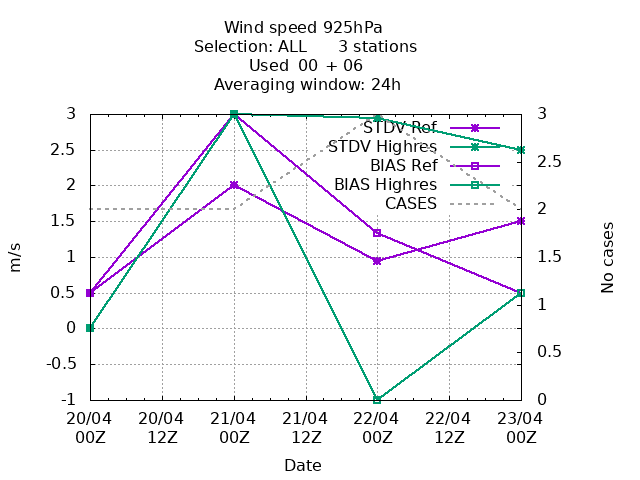 Wind speed 925hPa
Selection: ALL 3 stations
Used 00 + 06
Averaging window: 24h
3
2.5
2
1.5
1
0.5
0
-0.5
-1
m/s
STDV Ref
STDV Highres
BIAS Ref
BIAS Highres
CASES
3
2.5
2
1.5
1
0.5
0
No cases
20/04 20/04 21/04 21/04 22/04 22/04 23/04
00Z 12Z 00Z 12Z 00Z 12Z 00Z
Date